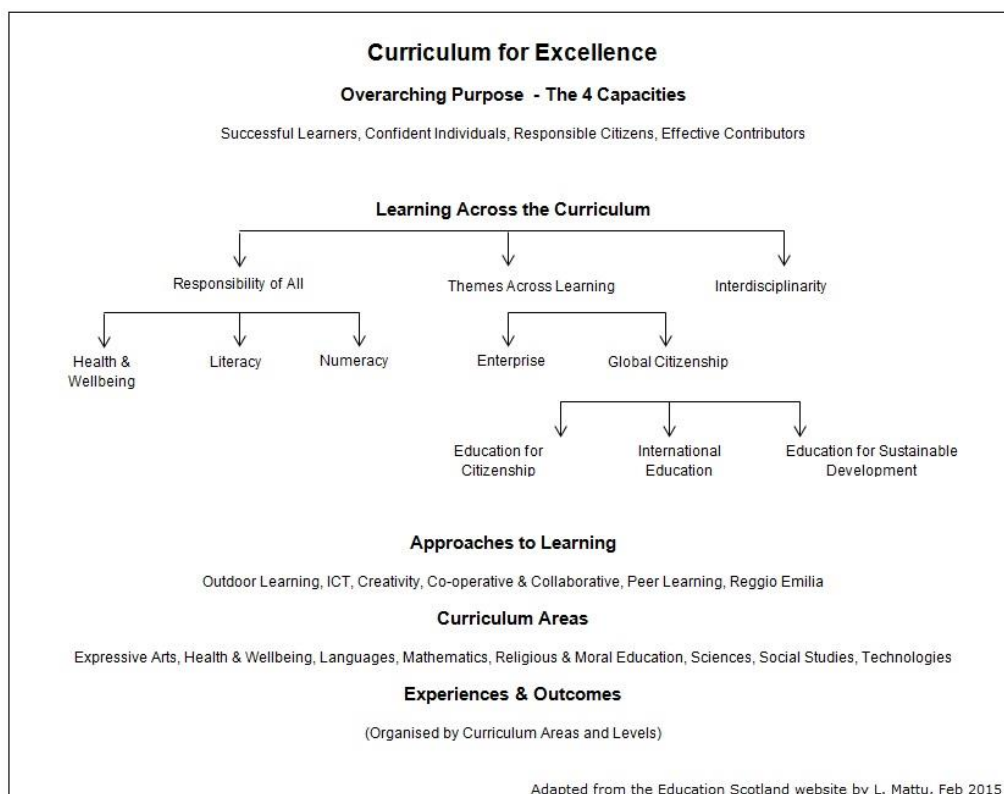 Curriculum for Excellence
Overarching Purpose - The 4 Capacities
Successful Learners, Confident Individuals, Responsible Citizens, Effective Contributors
Learning Across the Curriculum
Responsibility of All
Themes Across Learning
Interdisciplinarity
Health &
Wellbeing
Literacy
Numeracy
Enterprise
Global Citizenship
Education for
Citizenship
International
Education
Education for Sustainable
Development
Approaches to Learning
Outdoor Learning, ICT, Creativity, Co-operative & Collaborative, Peer Learning, Reggio Emilia
Curriculum Areas
Expressive Arts, Health & Wellbeing, Languages, Mathematics, Religious & Moral Education, Sciences, Social Studies, Technologies
Experiences & Outcomes
(Organised by Curriculum Areas and Levels)
Adapted from the Education Scotland website by L. Mattu, Feb 2015